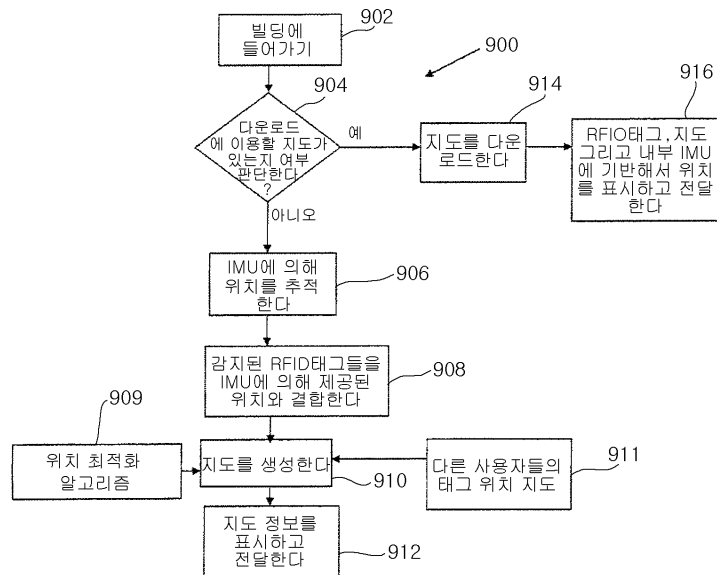 빌딩에
들어가기
902
900
904
다운로드
에 이용할 지도가
있는지 여부
판단한다
?
예
914
지도를 다운
로드한다
916
RFIO태그,지도
그리고 내부 IMU
에 기반해서 위치
를 표시하고 전달
한다
아니오
IMU에 의해
위치를 추적
한다
906
감지된 RFID태그들을
IMU에 의해 제공된
위치와 결합한다
908
909
위치 최적화
알고리즘
지도를 생성한다
910
다른 사용자들의
태그 위치 지도
911
지도 정보를
표시하고
전달한다
912